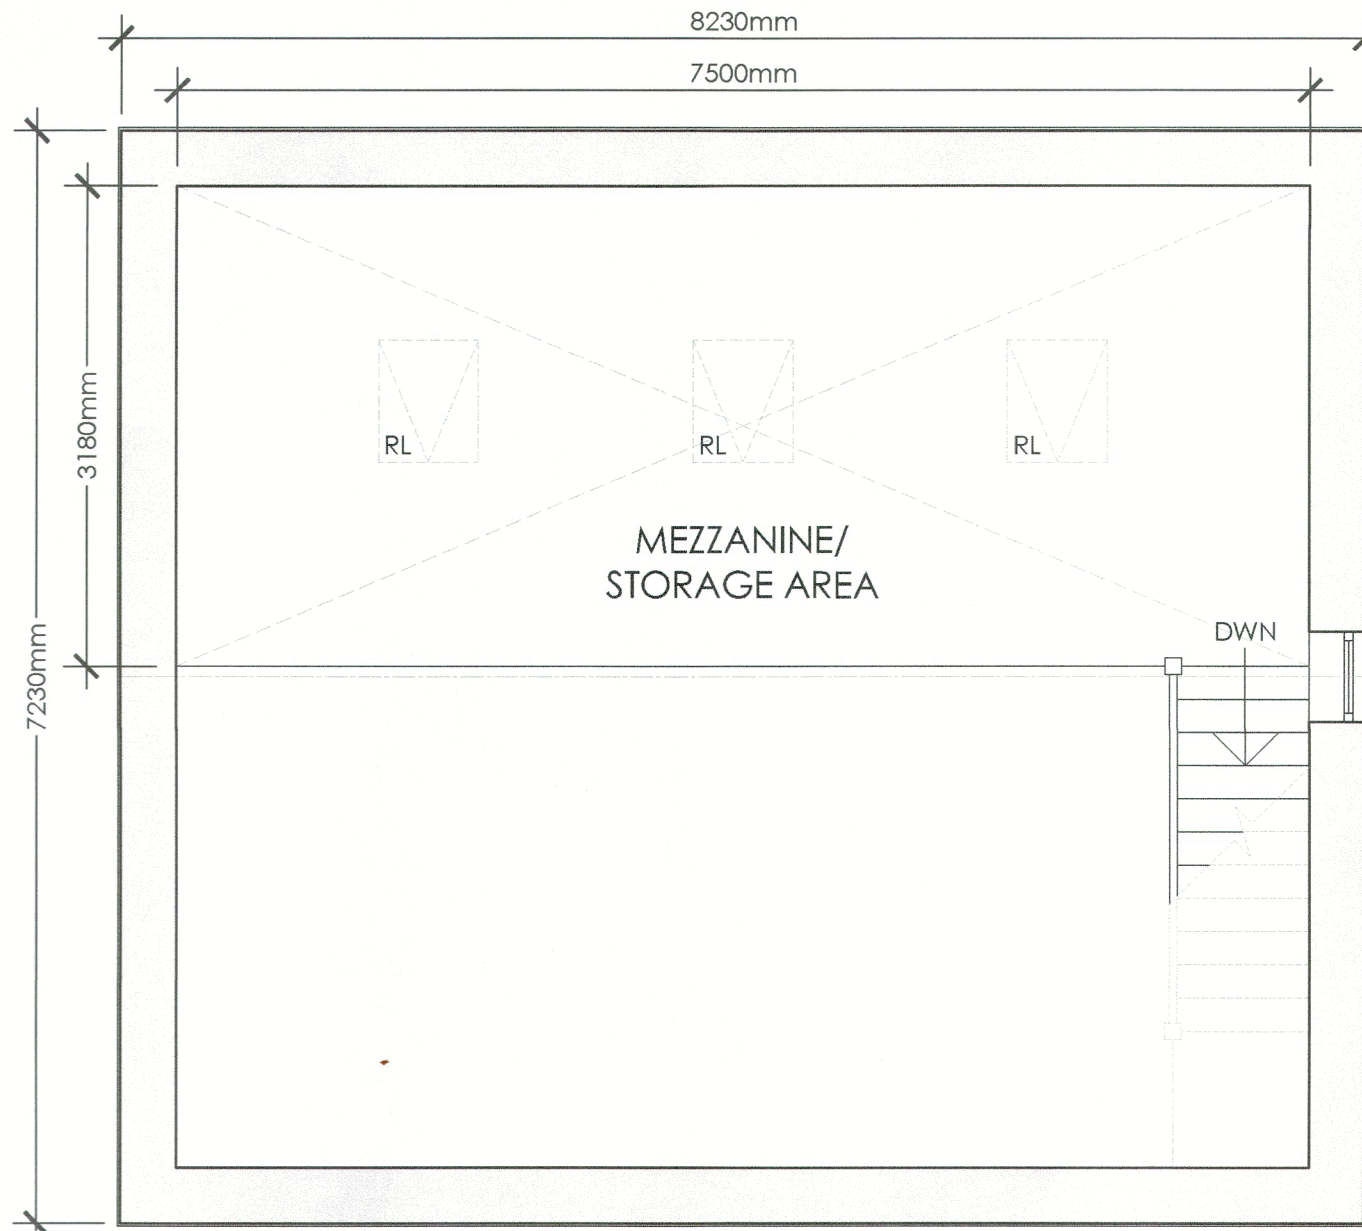 8230mm
7500mm
3180mm
7230mm
RL
RL
RL
MEZZANINE/
STORAGE AREA
DWN